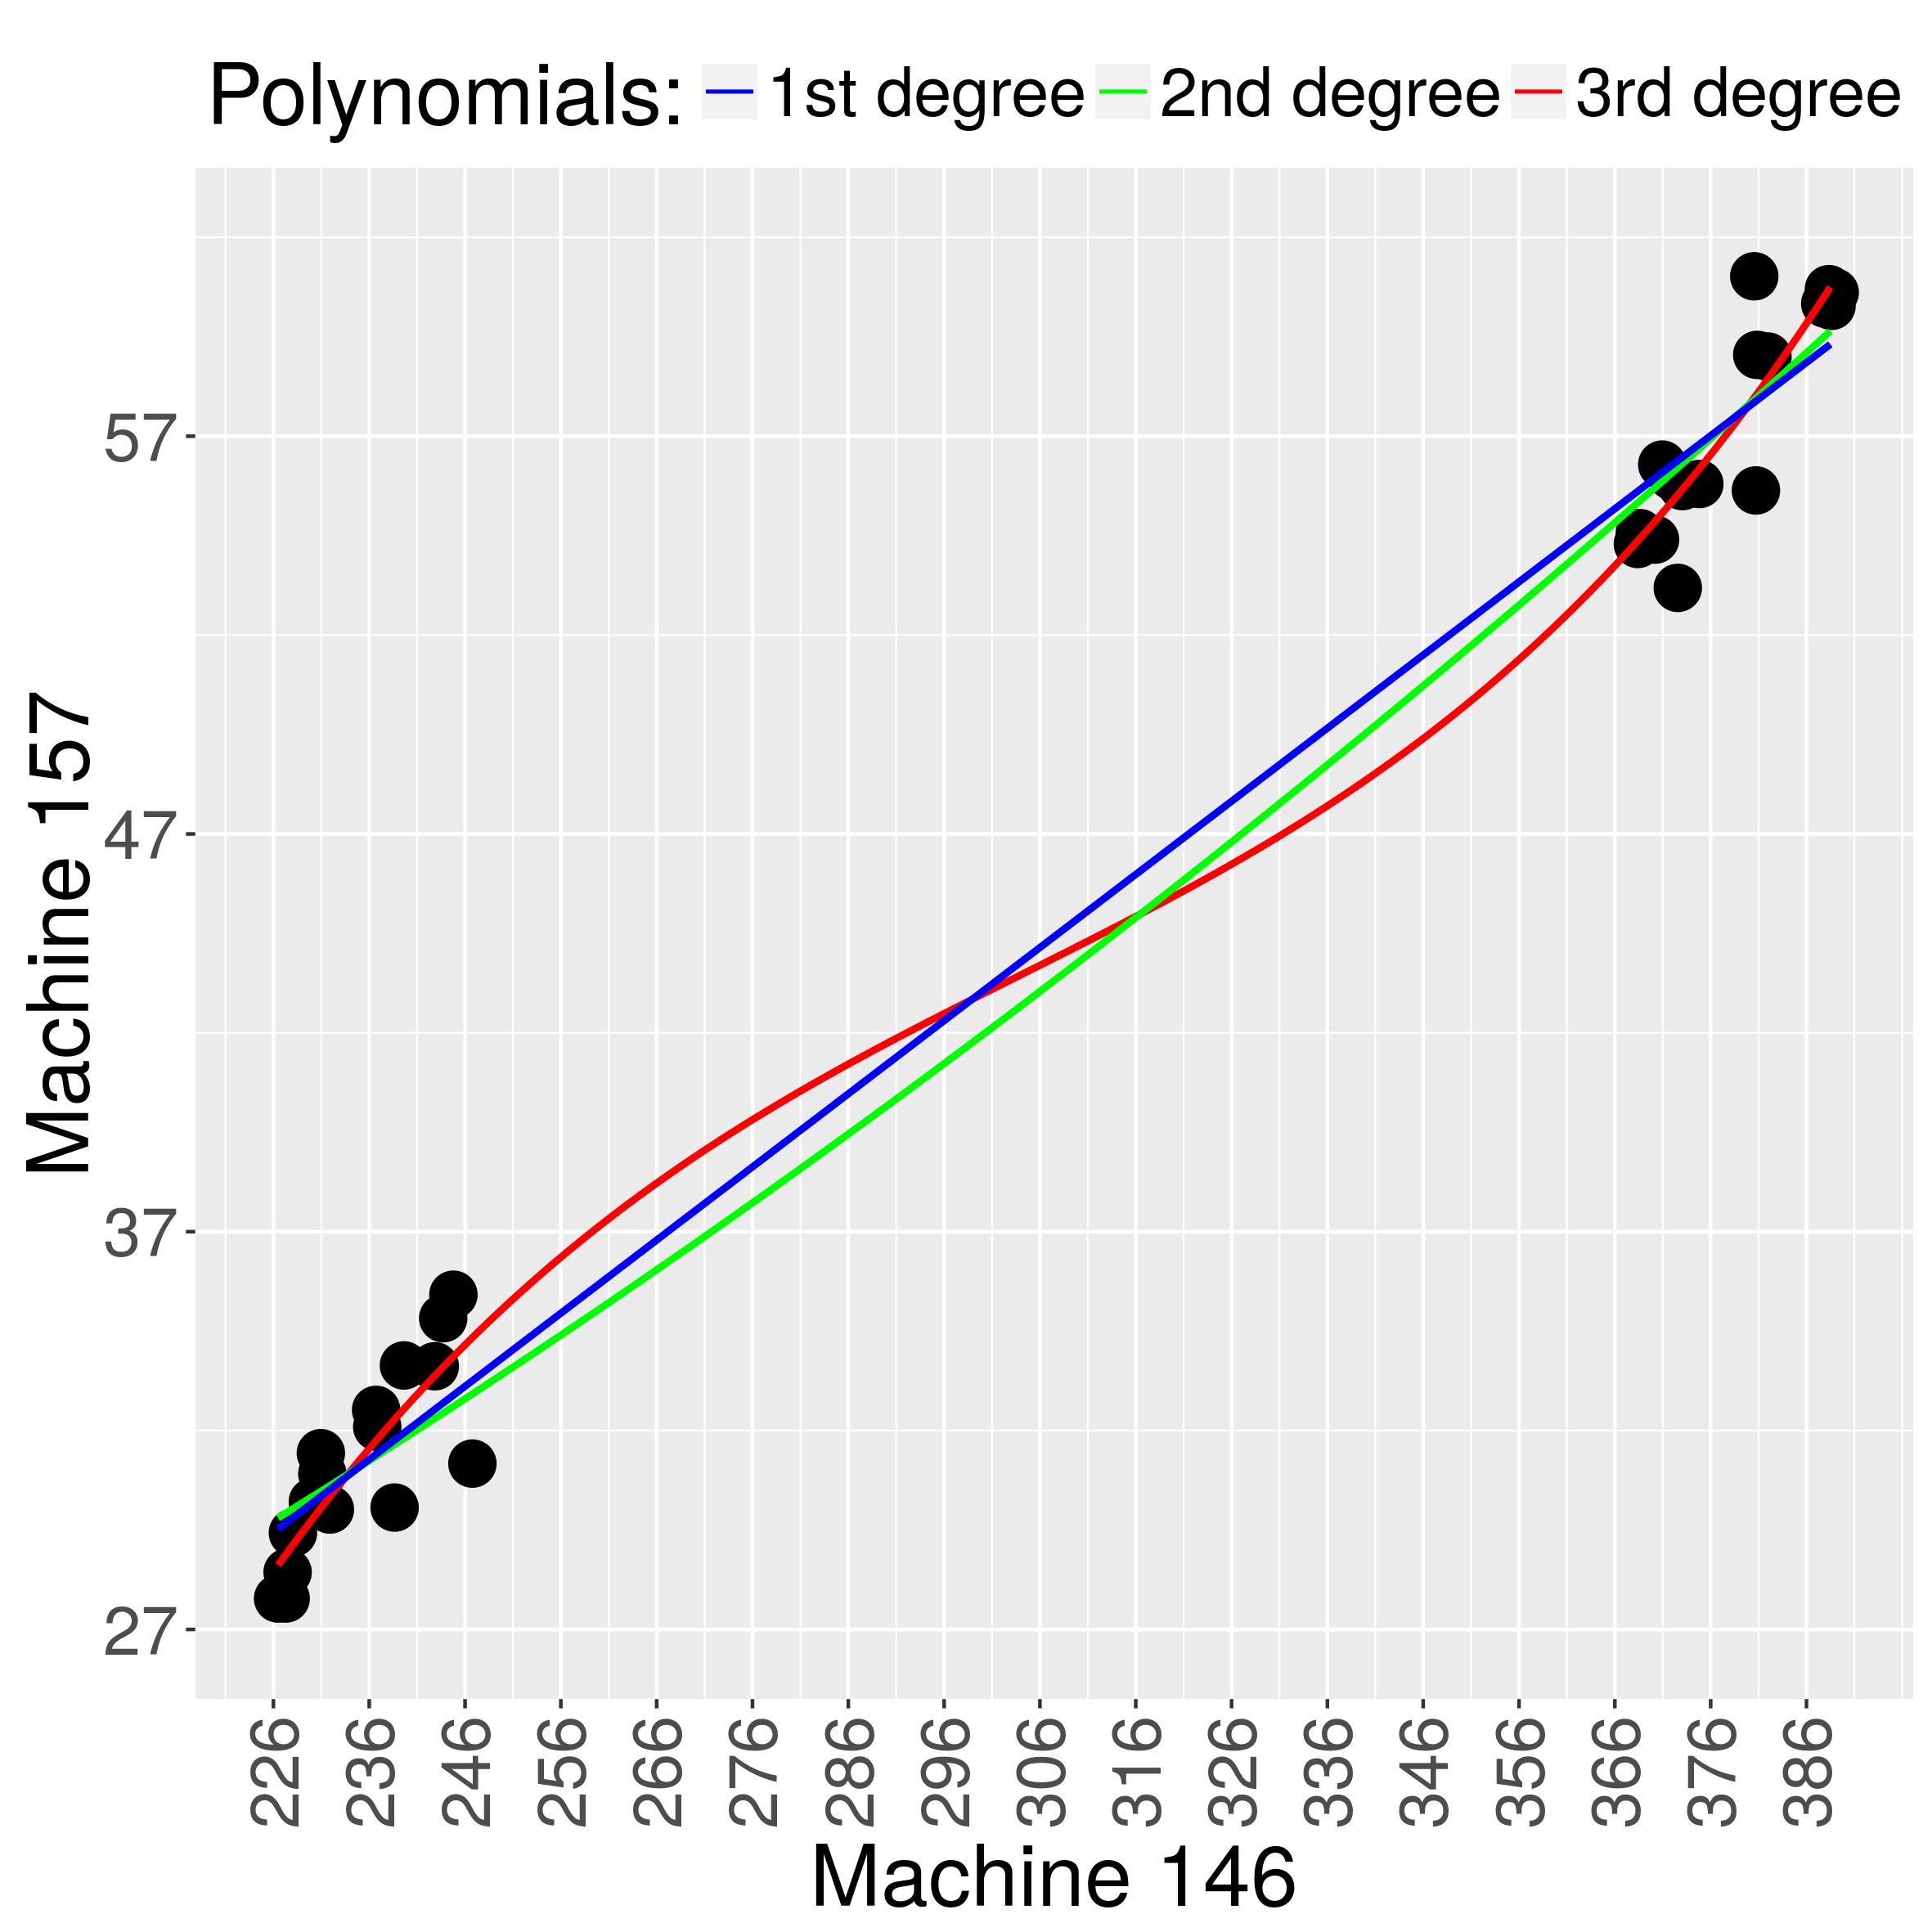 Polynomials: 1st degree 2nd degree 3rd degree
Machine 157
57
47
37
27
226 236 246 256 266 276 286 296 306 316 326 336 346 356 366 376 386
Machine 146